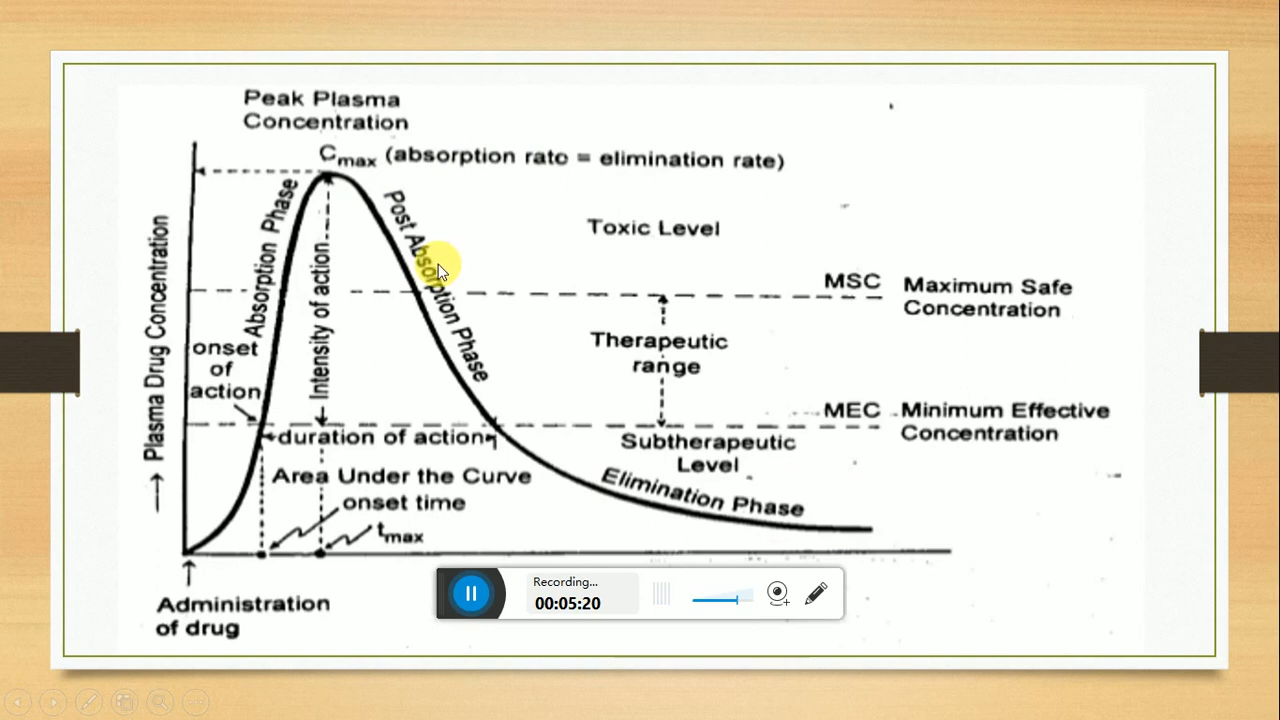 Peak Plasma
Concentration
Cmax (absorption rate = elimination rate)
Absorption Phase
Post Absorption Phase
Toxic Level
Plasma Drug Concentration
Intensity of action
MSC
Maximum Safe
Concentration
Therapeutic
range
onset
of
action
MEC
Minimum Effective
Concentration
duration of action
Subtherapeutic
Level
Area Under the Curve
Elimination Phase
onset time
tmax
Administration
of drug
Recording...
00:05:20